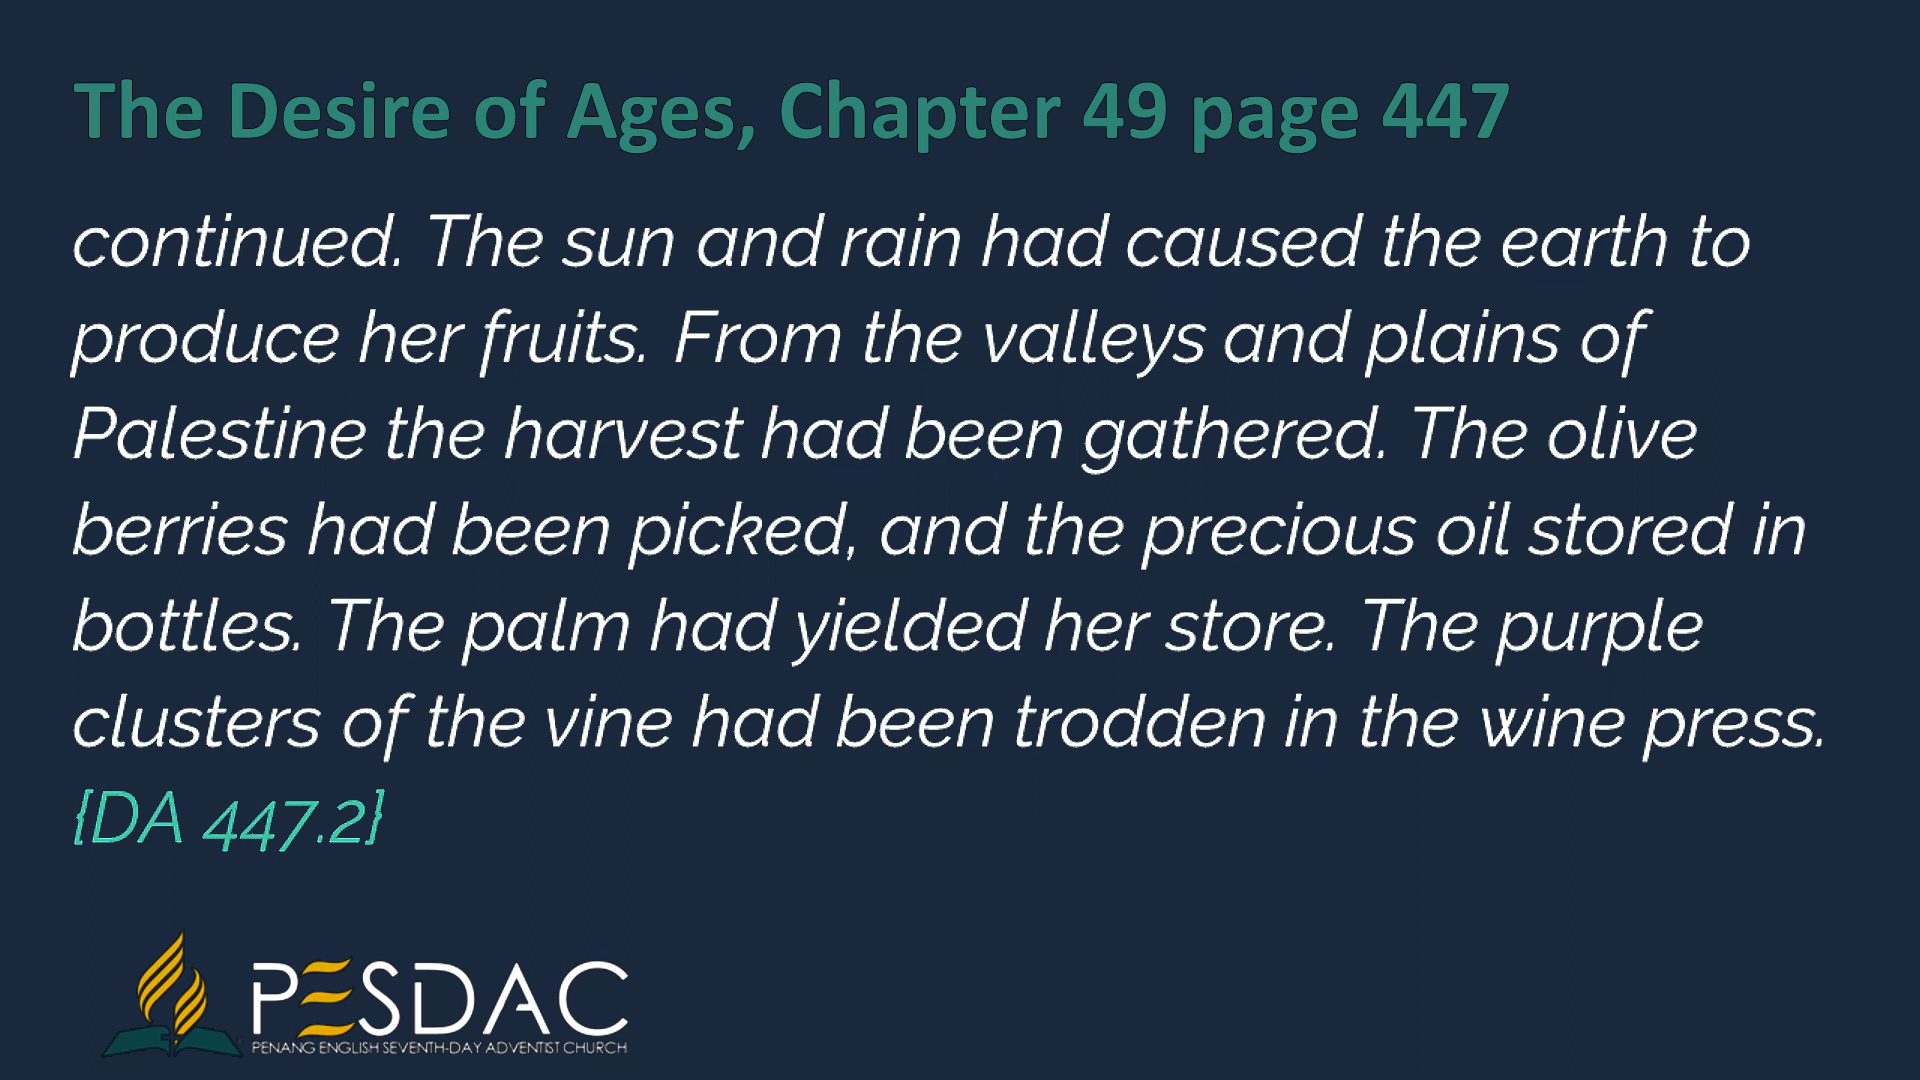 The Desire of Ages, Chapter 49 page 447
continued. The sun and rain had caused the earth to
produce her fruits. From the valleys and plains of
Palestine the harvest had been gathered. The olive
berries had been picked, and the precious oil stored in
bottles. The palm had yielded her store. The purple
clusters of the vine had been trodden in the wine press.
{DA 447.2}
PESDAC
PENANG ENGLISH SEVENTH-DAY ADVENTIST CHURCH